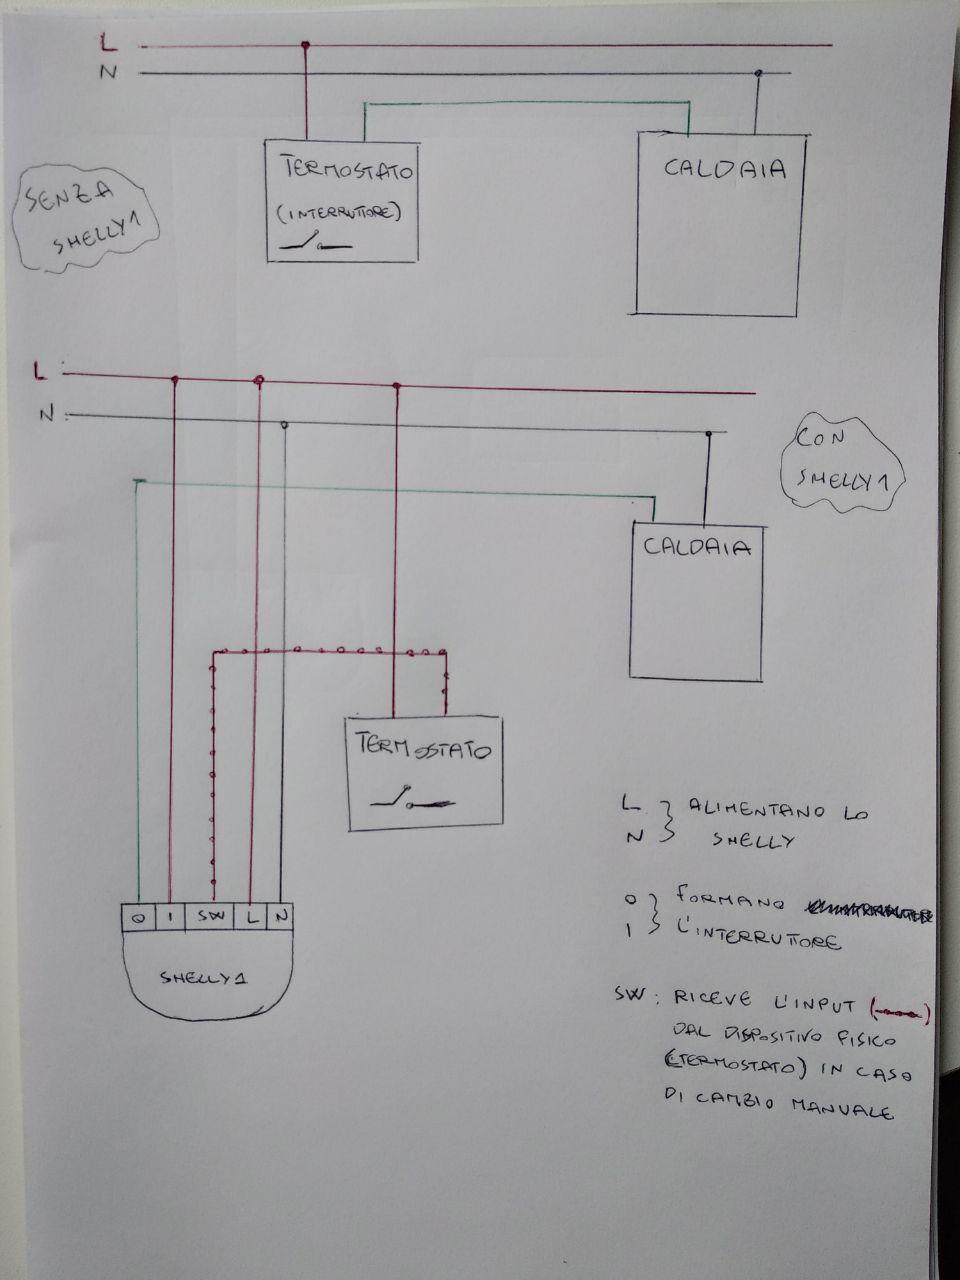 L
N
TERMOSTATO
(INTERRUTTORE)
CALDAIA
SENZA
SHELLY1
L
N
CON
SHELLY1
CALDAIA
TERMOSTATO
O I SW L N
SHELLY1
L
N
ALIMENTANO LO
SHELLY
O
I
FORMANO
L'INTERRUTTORE
SW: RICEVE L'INPUT ( )
DAL DISPOSITIVO FISICO
(TERMOSTATO) IN CASO
DI CAMBIO MANUALE